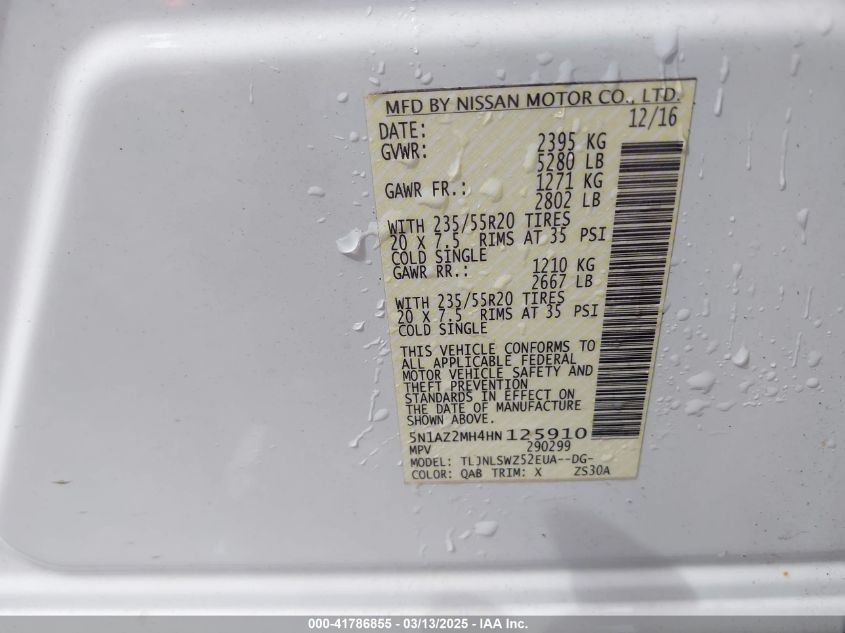 MFD BY NISSAN MOTOR CO., LTD.
DATE: 12/16
GVWR: 2395 KG
5280 LB
GAWR FR.: 1271 KG
2802 LB
WITH 235/55R20 TIRES
20 X 7.5 RIMS AT 35 PSI
COLD SINGLE
GAWR RR.: 1210 KG
2667 LB
WITH 235/55R20 TIRES
20 X 7.5 RIMS AT 35 PSI
COLD SINGLE
THIS VEHICLE CONFORMS TO
ALL APPLICABLE FEDERAL
MOTOR VEHICLE SAFETY AND
THEFT PREVENTION
STANDARDS IN EFFECT ON
THE DATE OF MANUFACTURE
SHOWN ABOVE.
5N1AZ2MH4HN125910
MPV 290299
MODEL: TLJNLSWZ52EUA--DG-
COLOR: QAB TRIM: X ZS30A
000-41786855 / 03/13/2025 - IAA Inc.